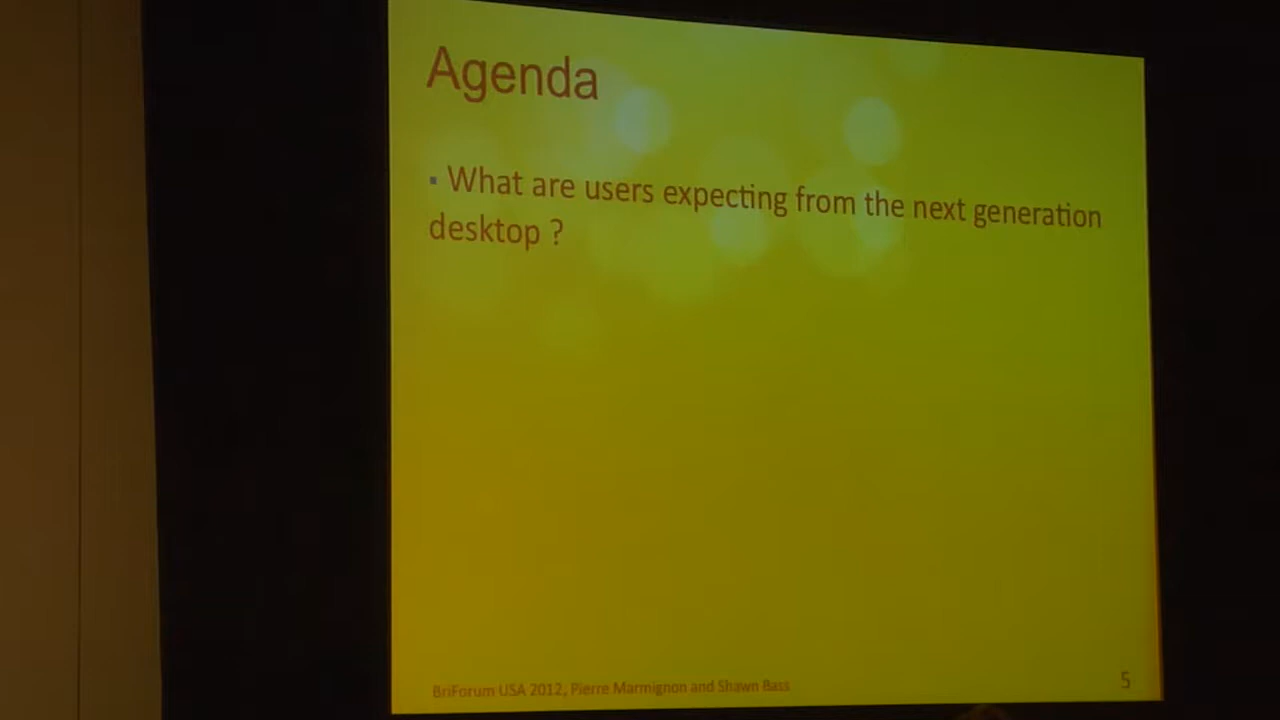 Agenda
▪ What are users expecting from the next generation
desktop ?
BriForum USA 2012, Pierre Marmignon and Shawn Bass
5